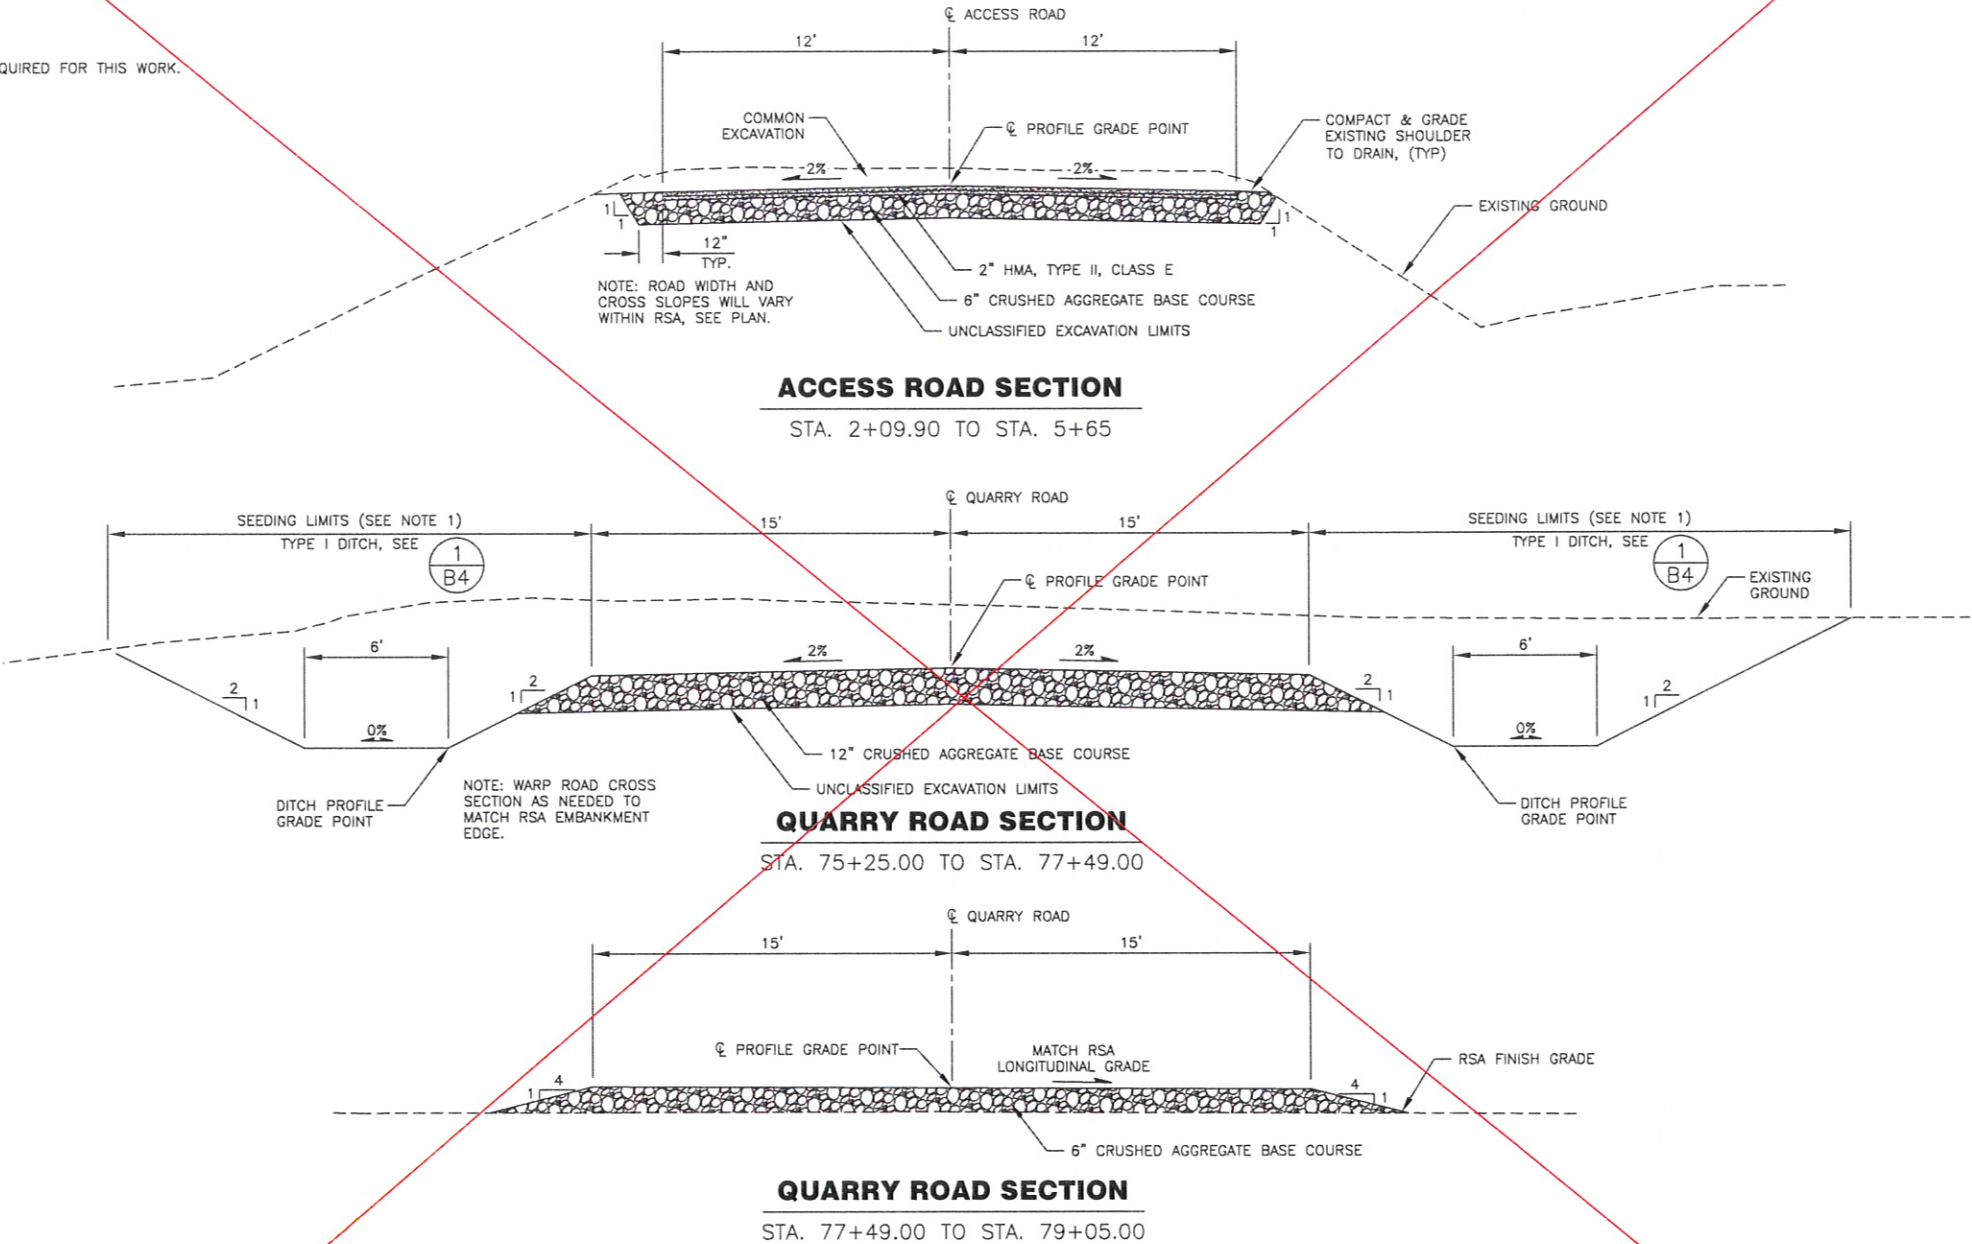 QUIRED FOR THIS WORK.
℄ ACCESS ROAD
12'
12'
COMMON
EXCAVATION
℄ PROFILE GRADE POINT
COMPACT & GRADE
EXISTING SHOULDER
TO DRAIN, (TYP)
2%
2%
EXISTING GROUND
1
1
1
1
12"
TYP.
NOTE: ROAD WIDTH AND
CROSS SLOPES WILL VARY
WITHIN RSA, SEE PLAN.
2" HMA, TYPE II, CLASS E
6" CRUSHED AGGREGATE BASE COURSE
UNCLASSIFIED EXCAVATION LIMITS
ACCESS ROAD SECTION
STA. 2+09.90 TO STA. 5+65
℄ QUARRY ROAD
SEEDING LIMITS (SEE NOTE 1)
15'
15'
SEEDING LIMITS (SEE NOTE 1)
TYPE I DITCH, SEE
1
B4
TYPE I DITCH, SEE
1
B4
℄ PROFILE GRADE POINT
EXISTING
GROUND
6'
2%
2%
6'
2
1
2
1
2
1
2
1
0%
0%
12" CRUSHED AGGREGATE BASE COURSE
UNCLASSIFIED EXCAVATION LIMITS
DITCH PROFILE
GRADE POINT
NOTE: WARP ROAD CROSS
SECTION AS NEEDED TO
MATCH RSA EMBANKMENT
EDGE.
DITCH PROFILE
GRADE POINT
QUARRY ROAD SECTION
STA. 75+25.00 TO STA. 77+49.00
℄ QUARRY ROAD
15'
15'
℄ PROFILE GRADE POINT
MATCH RSA
LONGITUDINAL GRADE
RSA FINISH GRADE
4
1
4
1
6" CRUSHED AGGREGATE BASE COURSE
QUARRY ROAD SECTION
STA. 77+49.00 TO STA. 79+05.00